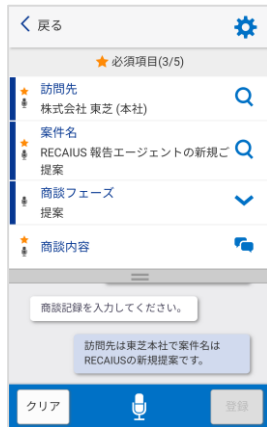 戻る
必須項目(3/5)
訪問先
株式会社 東芝 (本社)
案件名
RECAIUS 報告エージェントの新規ご
提案
商談フェーズ
提案
商談内容
商談記録を入力してください。
訪問先は東芝本社で案件名は
RECAIUSの新規提案です。
クリア
登録